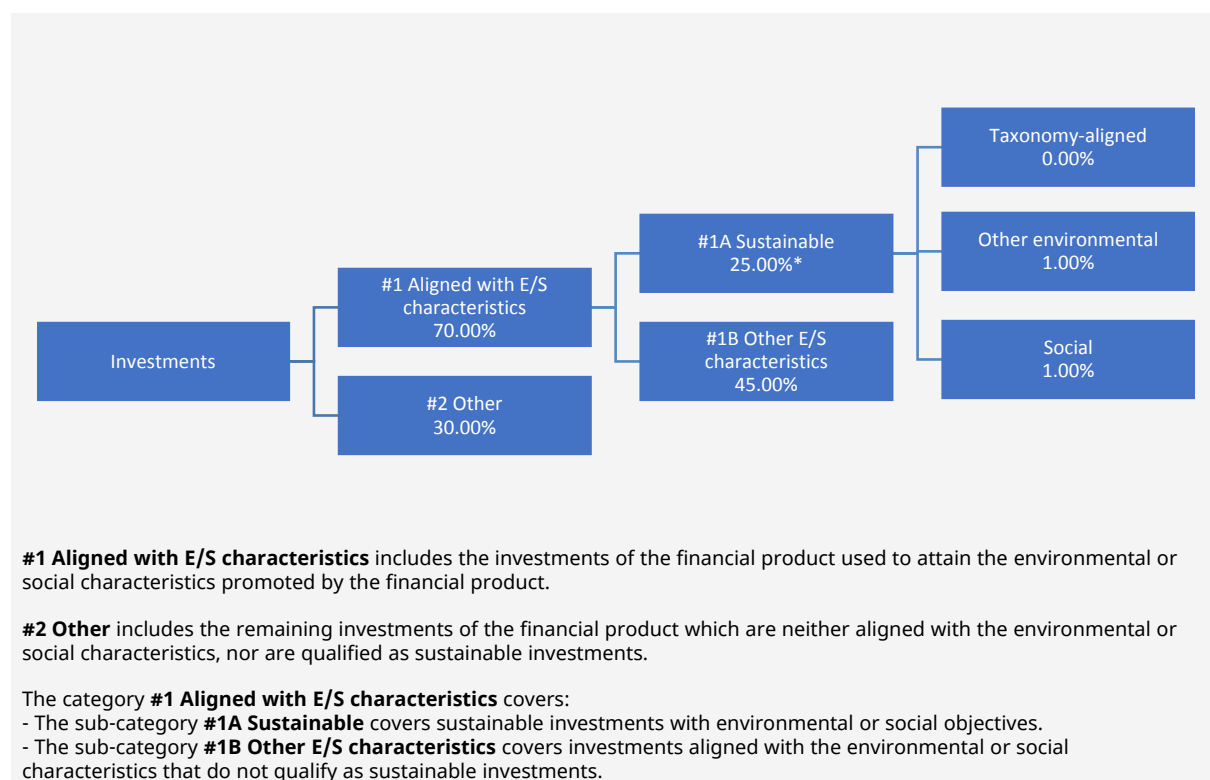 Investments
#1 Aligned with E/S
characteristics
70.00%
#2 Other
30.00%
#1A Sustainable
25.00%*
#1B Other E/S
characteristics
45.00%
Taxonomy-aligned
0.00%
Other environmental
1.00%
Social
1.00%
#1 Aligned with E/S characteristics includes the investments of the financial product used to attain the environmental or
social characteristics promoted by the financial product.
#2 Other includes the remaining investments of the financial product which are neither aligned with the environmental or
social characteristics, nor are qualified as sustainable investments.
The category #1 Aligned with E/S characteristics covers:
- The sub-category #1A Sustainable covers sustainable investments with environmental or social objectives.
- The sub-category #1B Other E/S characteristics covers investments aligned with the environmental or social
characteristics that do not qualify as sustainable investments.